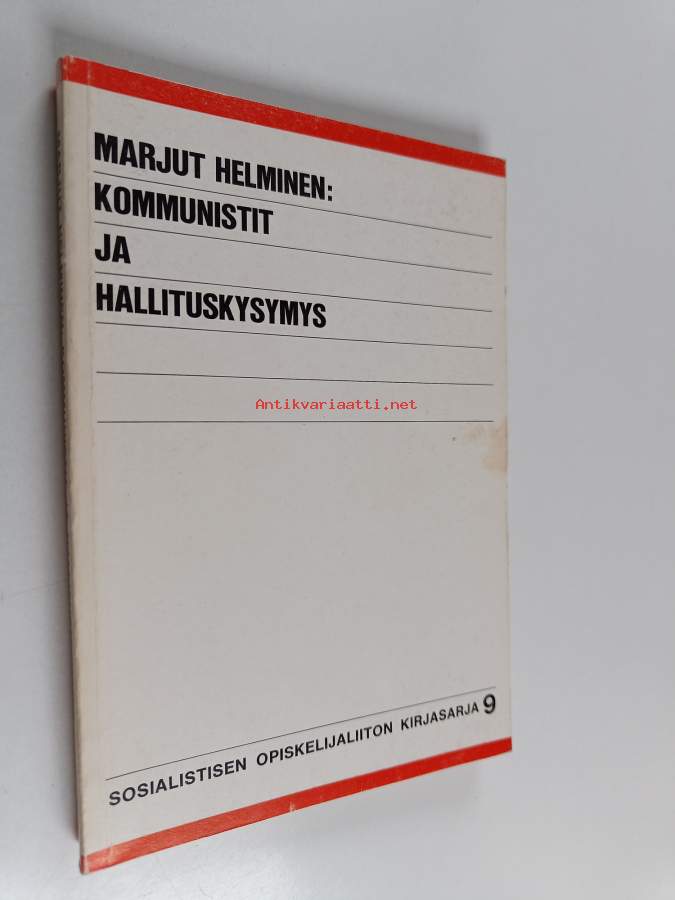 MARJUT HELMINEN:
KOMMUNISTIT
JA
HALLITUSKYSYMYS
Antikvariaatti.net
SOSIALISTISEN OPISKELIJALIITON KIRJASARJA 9